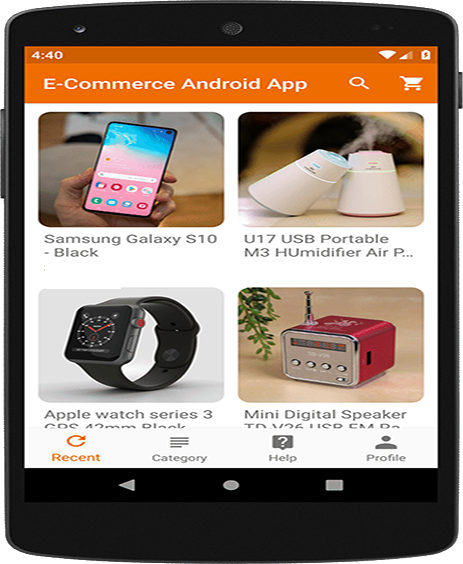 4:40
E-Commerce Android App
Samsung Galaxy S10
- Black
U17 USB Portable
M3 HUmidifier Air P...
Apple watch series 3
GPS 42mm Black
Mini Digital Speaker
TD-V26 USB FM Ra
Recent
Category
Help
Profile